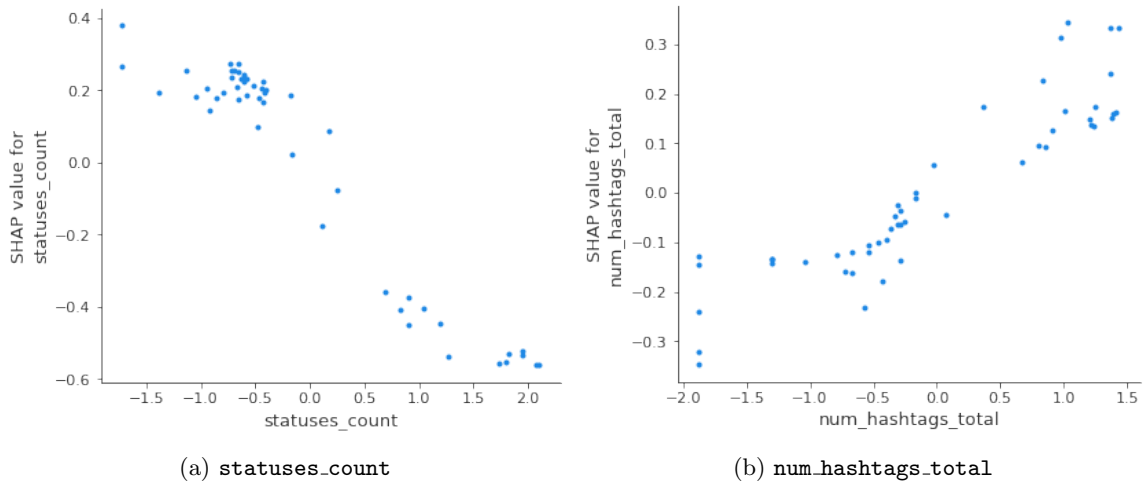 0.4
0.2
0.0
−0.2
−0.4
−0.6
SHAP value for
statuses_count
−1.5 −1.0 −0.5 0.0 0.5 1.0 1.5 2.0
statuses_count
(a) statuses_count
0.3
0.2
0.1
0.0
−0.1
−0.2
−0.3
SHAP value for
num_hashtags_total
−2.0 −1.5 −1.0 −0.5 0.0 0.5 1.0 1.5
num_hashtags_total
(b) num_hashtags_total